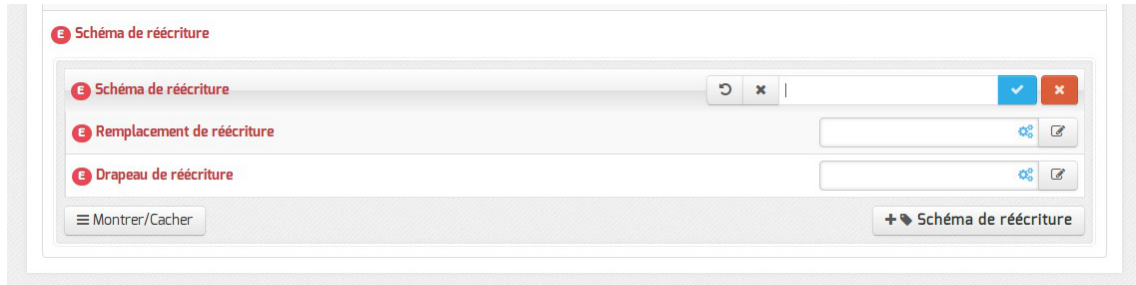 E Schéma de réécriture
E Schéma de réécriture
E Remplacement de réécriture
E Drapeau de réécriture
Montrer/Cacher
Schéma de réécriture